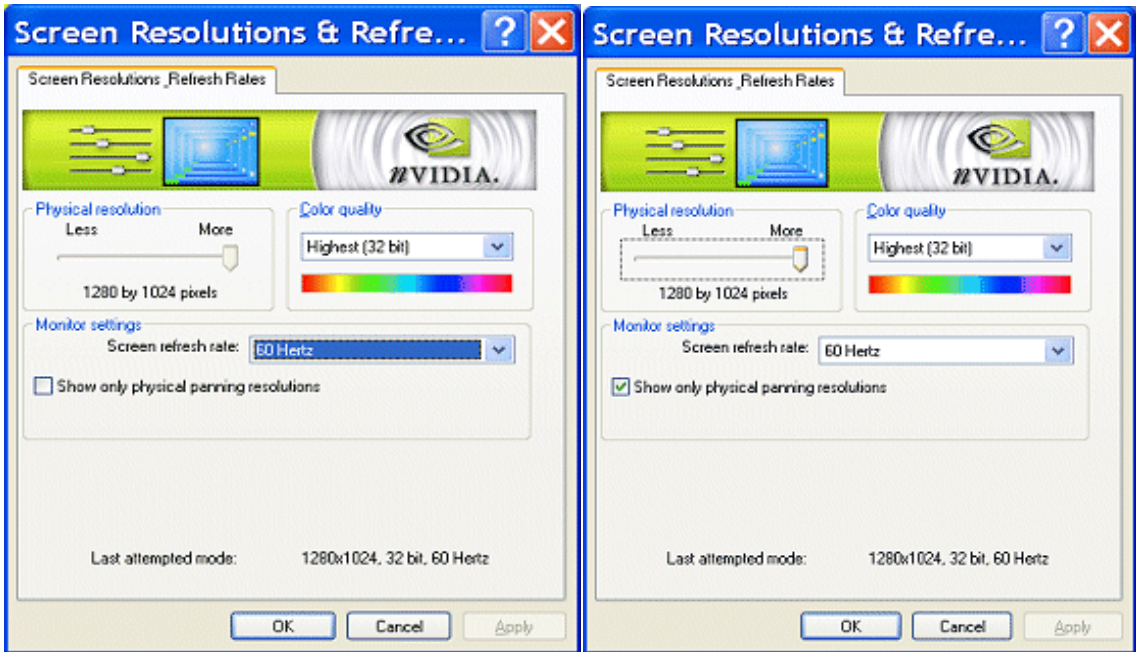 Screen Resolutions & Refre...
Screen Resolutions _Refresh Rates
nVIDIA.
Physical resolution
Less More
1280 by 1024 pixels
Color quality
Highest (32 bit)
Monitor settings
Screen refresh rate: 60 Hertz
Show only physical panning resolutions
Last attempted mode: 1280x1024, 32 bit, 60 Hertz
OK Cancel Apply
Screen Resolutions & Refre...
Screen Resolutions _Refresh Rates
nVIDIA.
Physical resolution
Less More
1280 by 1024 pixels
Color quality
Highest (32 bit)
Monitor settings
Screen refresh rate: 60 Hertz
Show only physical panning resolutions
Last attempted mode: 1280x1024, 32 bit, 60 Hertz
OK Cancel Apply